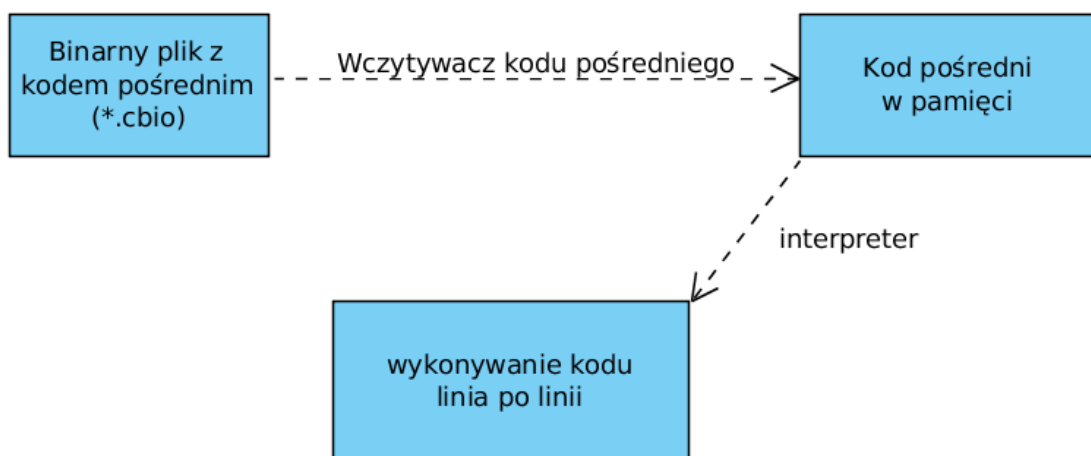 Binarny plik z
kodem pośrednim
(*.cbio)
Wczytywacz kodu pośredniego
Kod pośredni
w pamięci
interpreter
wykonywanie kodu
linia po linii